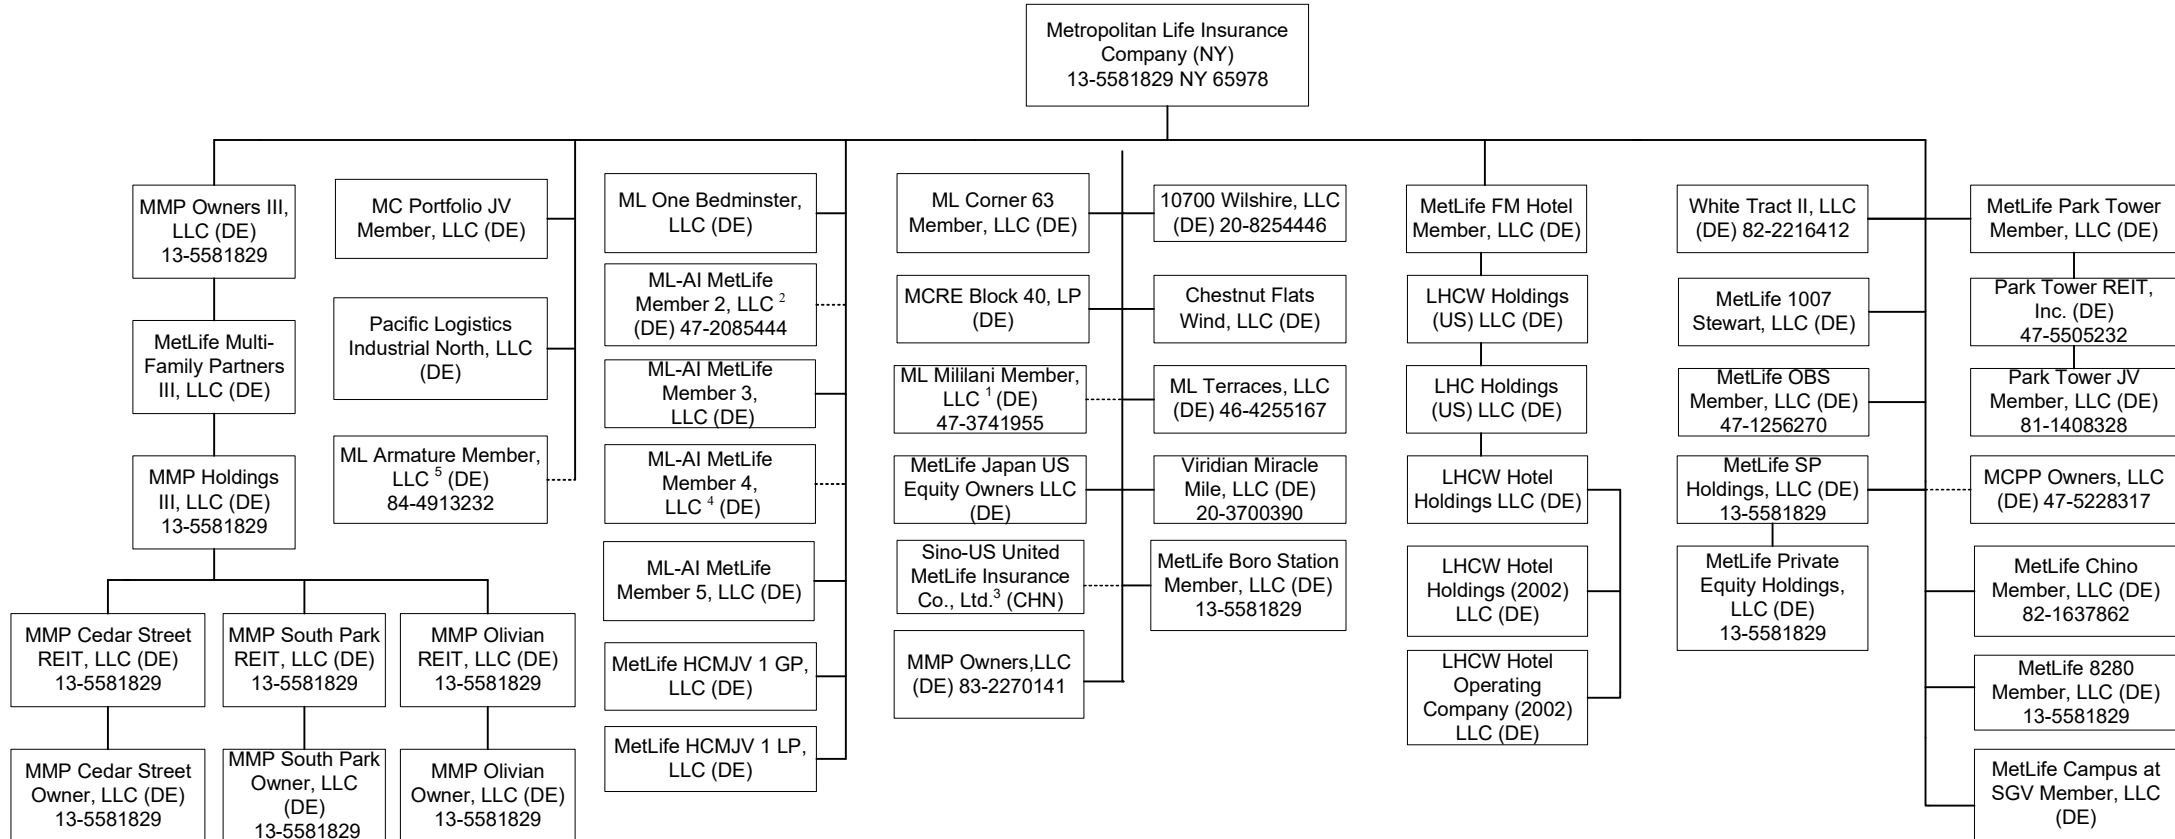 Metropolitan Life Insurance
Company (NY)
13-5581829 NY 65978
MMP Owners III,
LLC (DE)
13-5581829
MetLife Multi-
Family Partners
III, LLC (DE)
MMP Holdings
III, LLC (DE)
13-5581829
MMP Cedar Street
REIT, LLC (DE)
13-5581829
MMP South Park
REIT, LLC (DE)
13-5581829
MMP Olivian
REIT, LLC (DE)
13-5581829
MMP Cedar Street
Owner, LLC (DE)
13-5581829
MMP South Park
Owner, LLC
(DE)
13-5581829
MMP Olivian
Owner, LLC (DE)
13-5581829
MC Portfolio JV
Member, LLC (DE)
Pacific Logistics
Industrial North, LLC
(DE)
ML Armature Member,
LLC 5 (DE)
84-4913232
ML One Bedminster,
LLC (DE)
ML-AI MetLife
Member 2, LLC 2
(DE) 47-2085444
ML-AI MetLife
Member 3,
LLC (DE)
ML-AI MetLife
Member 4,
LLC 4 (DE)
ML-AI MetLife
Member 5, LLC (DE)
MetLife HCMJV 1 GP,
LLC (DE)
MetLife HCMJV 1 LP,
LLC (DE)
ML Corner 63
Member, LLC (DE)
MCRE Block 40, LP
(DE)
ML Mililani Member,
LLC 1 (DE)
47-3741955
MetLife Japan US
Equity Owners LLC
(DE)
Sino-US United
MetLife Insurance
Co., Ltd.3 (CHN)
MMP Owners,LLC
(DE) 83-2270141
10700 Wilshire, LLC
(DE) 20-8254446
Chestnut Flats
Wind, LLC (DE)
ML Terraces, LLC
(DE) 46-4255167
Viridian Miracle
Mile, LLC (DE)
20-3700390
MetLife Boro Station
Member, LLC (DE)
13-5581829
MetLife FM Hotel
Member, LLC (DE)
LHCW Holdings
(US) LLC (DE)
LHC Holdings
(US) LLC (DE)
LHCW Hotel
Holdings LLC (DE)
LHCW Hotel
Holdings (2002)
LLC (DE)
LHCW Hotel
Operating
Company (2002)
LLC (DE)
White Tract II, LLC
(DE) 82-2216412
MetLife 1007
Stewart, LLC (DE)
MetLife OBS
Member, LLC (DE)
47-1256270
MetLife SP
Holdings, LLC (DE)
13-5581829
MetLife Private
Equity Holdings,
LLC (DE)
13-5581829
MetLife Park Tower
Member, LLC (DE)
Park Tower REIT,
Inc. (DE)
47-5505232
Park Tower JV
Member, LLC (DE)
81-1408328
MCPP Owners, LLC
(DE) 47-5228317
MetLife Chino
Member, LLC (DE)
82-1637862
MetLife 8280
Member, LLC (DE)
13-5581829
MetLife Campus at
SGV Member, LLC
(DE)